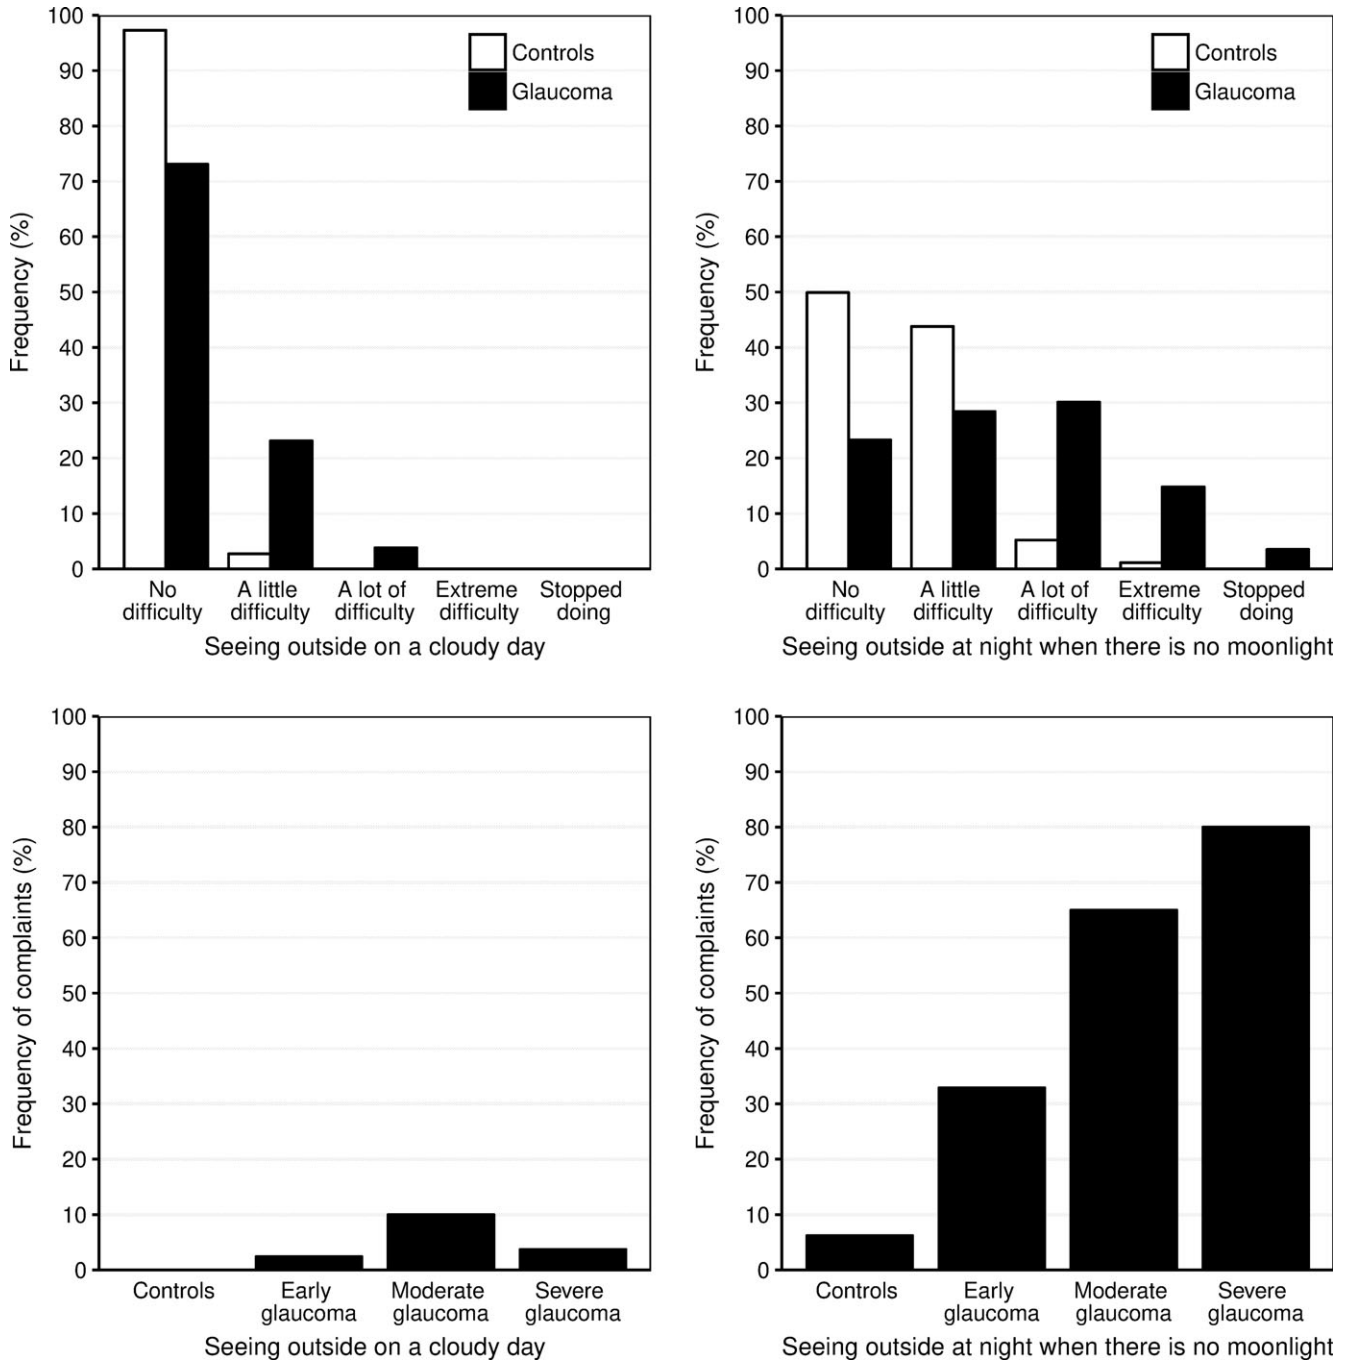 100
90
80
70
60
50
40
30
20
10
0
Frequency (%)
Controls
Glaucoma
No difficulty
A little difficulty
A lot of difficulty
Extreme difficulty
Stopped doing
Seeing outside on a cloudy day
100
90
80
70
60
50
40
30
20
10
0
Frequency (%)
Controls
Glaucoma
No difficulty
A little difficulty
A lot of difficulty
Extreme difficulty
Stopped doing
Seeing outside at night when there is no moonlight
100
90
80
70
60
50
40
30
20
10
0
Frequency of complaints (%)
Controls
Early glaucoma
Moderate glaucoma
Severe glaucoma
Seeing outside on a cloudy day
100
90
80
70
60
50
40
30
20
10
0
Frequency of complaints (%)
Controls
Early glaucoma
Moderate glaucoma
Severe glaucoma
Seeing outside at night when there is no moonlight